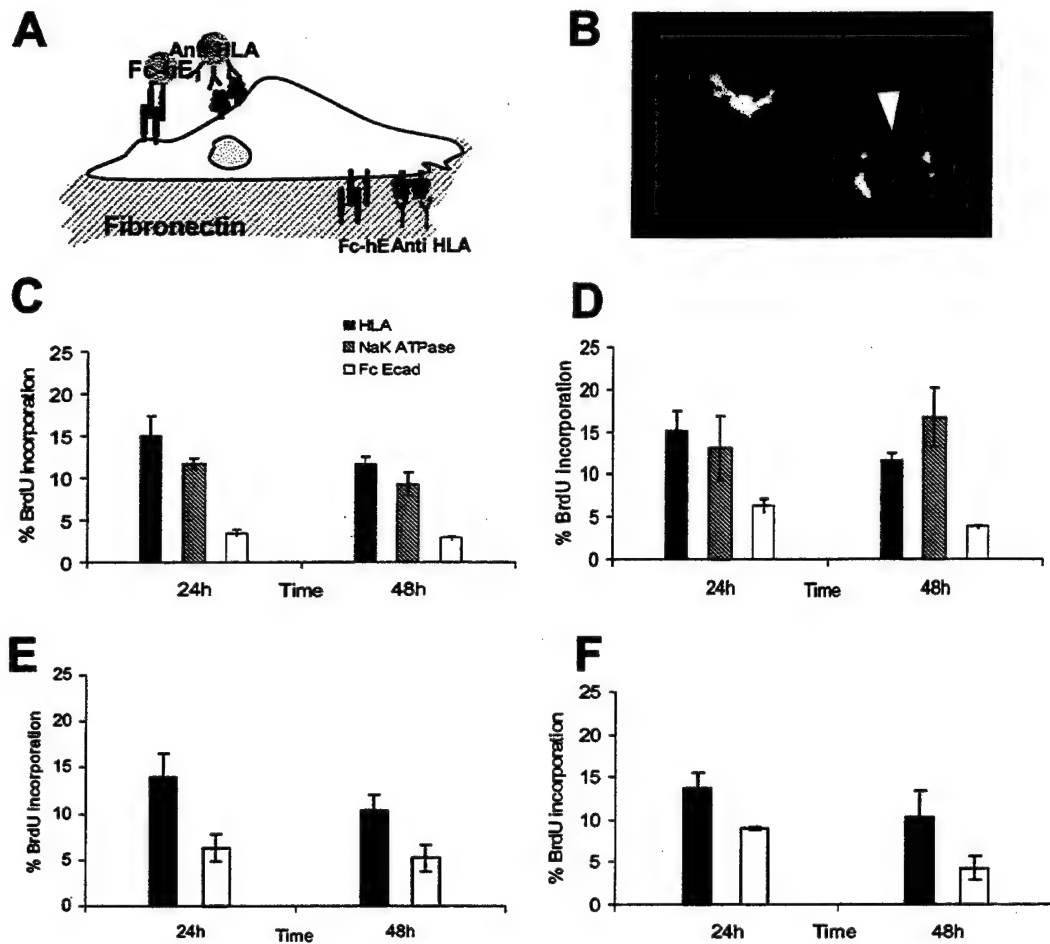 A
Anti HLA
Fc-hE
Fibronectin
Fc-hE Anti HLA
B
C
HLA
NaK ATPase
Fc Ecad
% BrdU incorporation
25
20
15
10
5
0
24h Time 48h
D
% BrdU incorporation
25
20
15
10
5
0
24h Time 48h
E
% BrdU incorporation
25
20
15
10
5
0
24h Time 48h
F
% BrdU incorporation
25
20
15
10
5
0
24h Time 48h